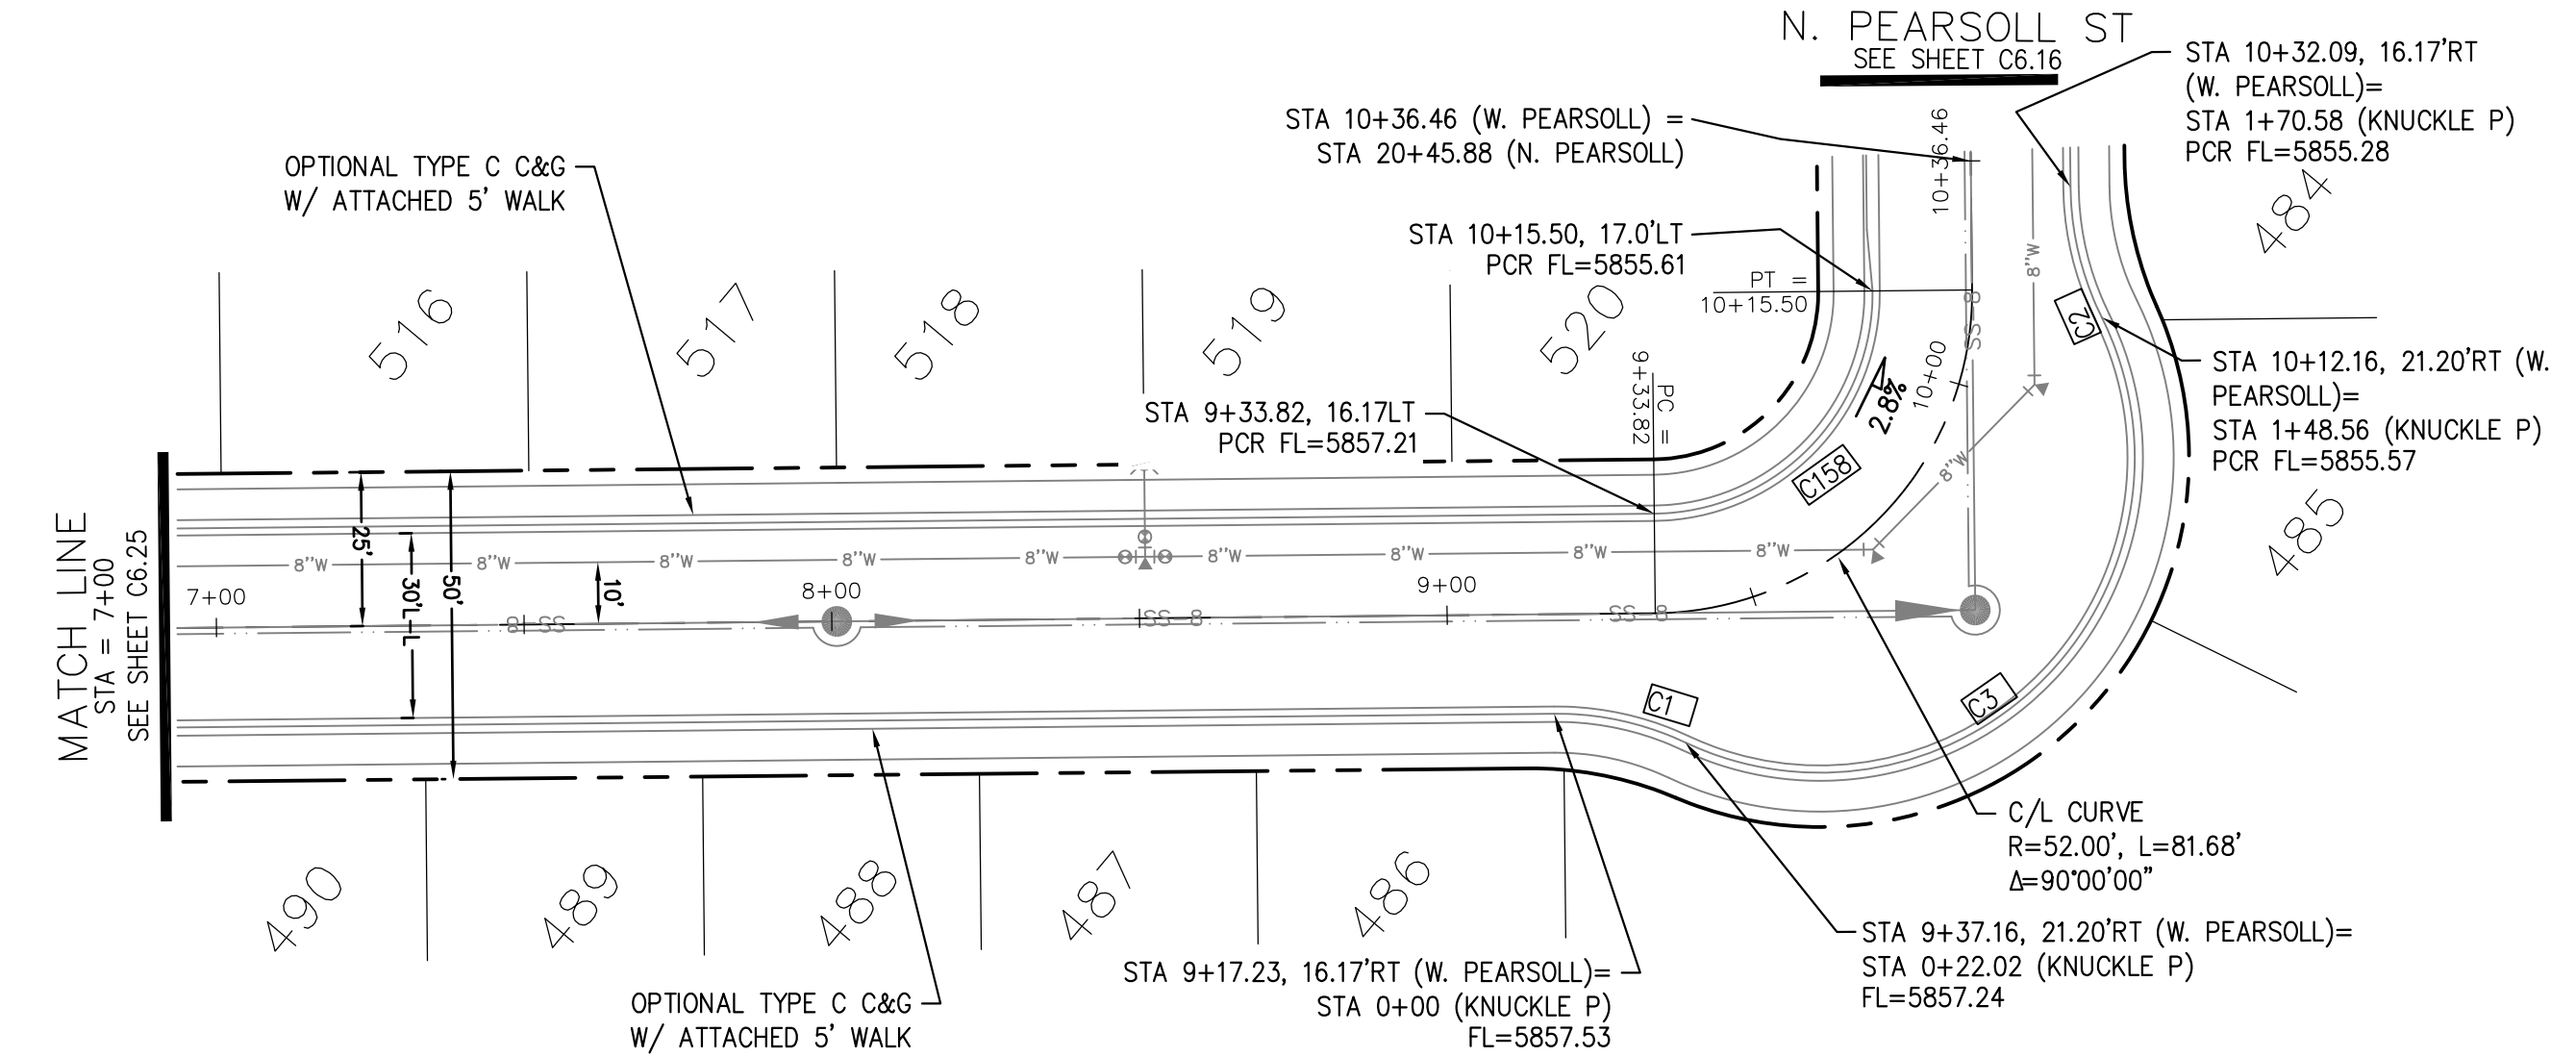 N. PEARSOLL ST
SEE SHEET C6.16
STA 10+32.09, 16.17'RT
(W. PEARSOLL)=
STA 1+70.58 (KNUCKLE P)
PCR FL=5855.28
STA 10+36.46 (W. PEARSOLL) =
STA 20+45.88 (N. PEARSOLL)
10+36.46
OPTIONAL TYPE C C&G
W/ ATTACHED 5' WALK
STA 10+15.50, 17.0'LT
PCR FL=5855.61
PT =
10+15.50
484
8"W
SS-8
C2
516
517
518
519
520
PC =
9+33.82
2.8%
10+00
STA 10+12.16, 21.20'RT (W.
PEARSOLL)=
STA 1+48.56 (KNUCKLE P)
PCR FL=5855.57
STA 9+33.82, 16.17LT
PCR FL=5857.21
C158
8"W
485
MATCH LINE
STA = 7+00
SEE SHEET C6.25
25'
30'L-L
50'
10'
8"W
8"W
8"W
8"W
8"W
8"W
8"W
8"W
8"W
7+00
8+00
9+00
8-SS
SS-8
SS-8
C1
C3
C/L CURVE
R=52.00', L=81.68'
Δ=90°00'00"
490
489
488
487
486
STA 9+37.16, 21.20'RT (W. PEARSOLL)=
STA 0+22.02 (KNUCKLE P)
FL=5857.24
STA 9+17.23, 16.17'RT (W. PEARSOLL)=
STA 0+00 (KNUCKLE P)
FL=5857.53
OPTIONAL TYPE C C&G
W/ ATTACHED 5' WALK